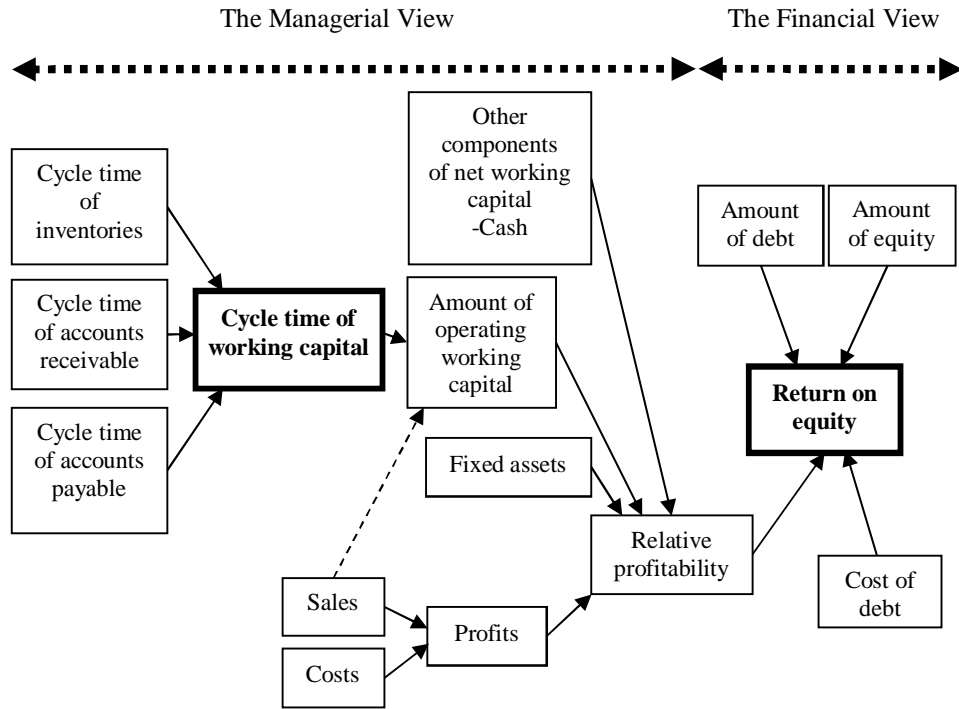 The Managerial View
The Financial View
Other
components
of net working
capital
-Cash
Cycle time
of
inventories
Amount
of debt
Amount
of equity
Cycle time
of accounts
receivable
Cycle time of
working capital
Amount of
operating
working
capital
Return on
equity
Cycle time
of accounts
payable
Fixed assets
Relative
profitability
Cost of
debt
Sales
Profits
Costs